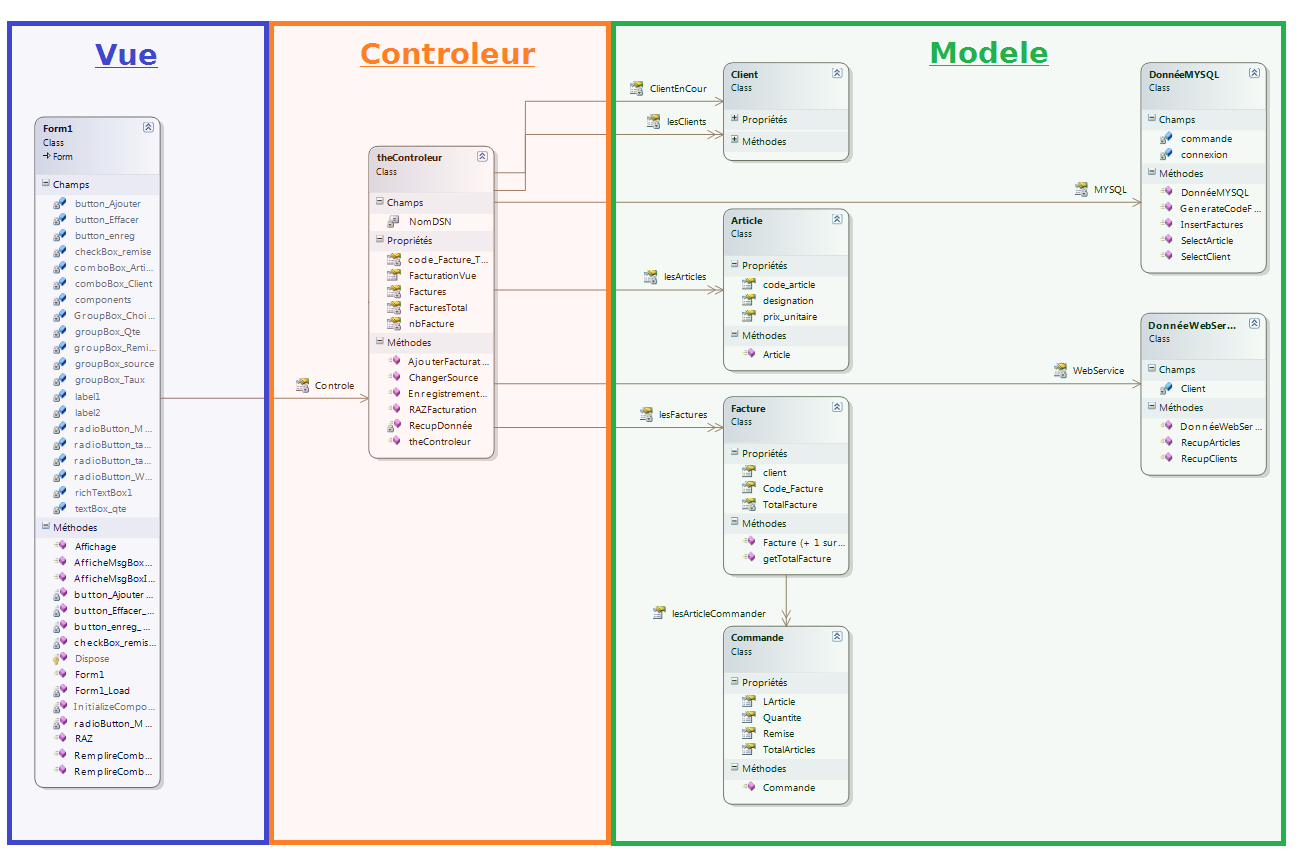 Vue
Controleur
Modele
Form1
Class
Form
Champs
button_Ajouter
button_Effacer
button_enreg
checkBox_remise
comboBox_Arti...
comboBox_Client
components
GroupBox_Choi...
groupBox_Qte
groupBox_Remi...
groupBox_source
groupBox_Taux
label1
label2
radioButton_M ...
radioButton_ta...
radioButton_ta...
radioButton_W...
richTextBox1
textBox_qte
Méthodes
Affichage
AfficheMsgBox...
AfficheMsgBoxI...
button_Ajouter ...
button_Effacer_...
button_enreg_...
checkBox_remis...
Dispose
Form1
Form1_Load
InitializeCompo...
radioButton_M ...
RAZ
RemplireComb...
RemplireComb...
Controle
theControleur
Class
Champs
NomDSN
Propriétés
code_Facture_T...
FacturationVue
Factures
FacturesTotal
nbFacture
Méthodes
AjouterFacturat...
ChangerSource
Enregistrement...
RAZFacturation
RecupDonnée
theControleur
ClientEnCour
lesClients
MYSQL
lesArticles
WebService
lesFactures
Client
Class
Propriétés
Méthodes
Article
Class
Propriétés
code_article
designation
prix_unitaire
Méthodes
Article
Facture
Class
Propriétés
client
Code_Facture
TotalFacture
Méthodes
Facture (+ 1 sur...
getTotalFacture
lesArticleCommander
Commande
Class
Propriétés
LArticle
Quantite
Remise
TotalArticles
Méthodes
Commande
DonnéeMYSQL
Class
Champs
commande
connexion
Méthodes
DonnéeMYSQL
GenerateCodeF...
InsertFactures
SelectArticle
SelectClient
DonnéeWebSer...
Class
Champs
Client
Méthodes
DonnéeWebSer...
RecupArticles
RecupClients